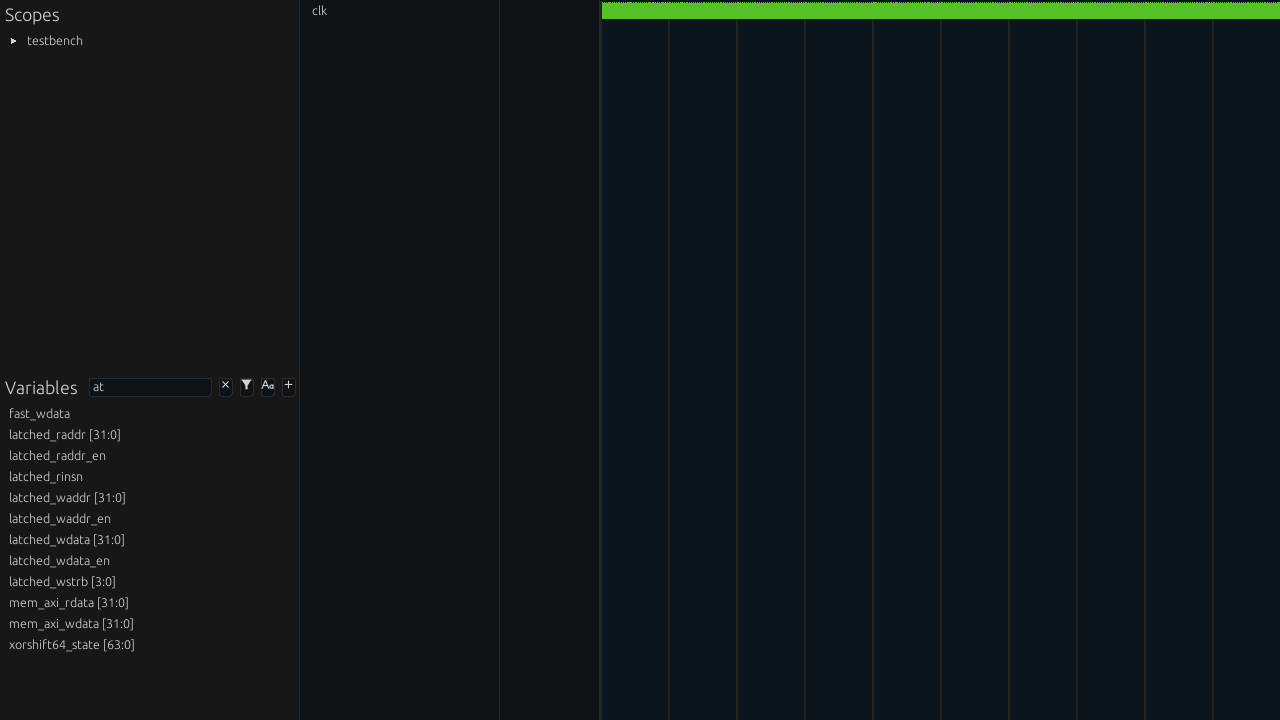 Scopes
testbench
clk
Variables at × Aa +
fast_wdata
latched_raddr [31:0]
latched_raddr_en
latched_rinsn
latched_waddr [31:0]
latched_waddr_en
latched_wdata [31:0]
latched_wdata_en
latched_wstrb [3:0]
mem_axi_rdata [31:0]
mem_axi_wdata [31:0]
xorshift64_state [63:0]